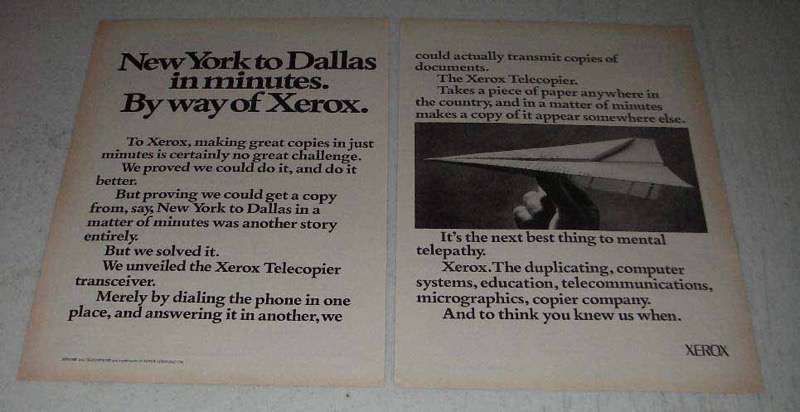 New York to Dallas
in minutes.
By way of Xerox.
To Xerox, making great copies in just
minutes is certainly no great challenge.
We proved we could do it, and do it
better.
But proving we could get a copy
from, say, New York to Dallas in a
matter of minutes was another story
entirely.
But we solved it.
We unveiled the Xerox Telecopier
transceiver.
Merely by dialing the phone in one
place, and answering it in another, we
could actually transmit copies of
documents.
The Xerox Telecopier.
Takes a piece of paper anywhere in
the country, and in a matter of minutes
makes a copy of it appear somewhere else.
It's the next best thing to mental
telepathy.
Xerox. The duplicating, computer
systems, education, telecommunications,
micrographics, copier company.
And to think you knew us when.
XEROX